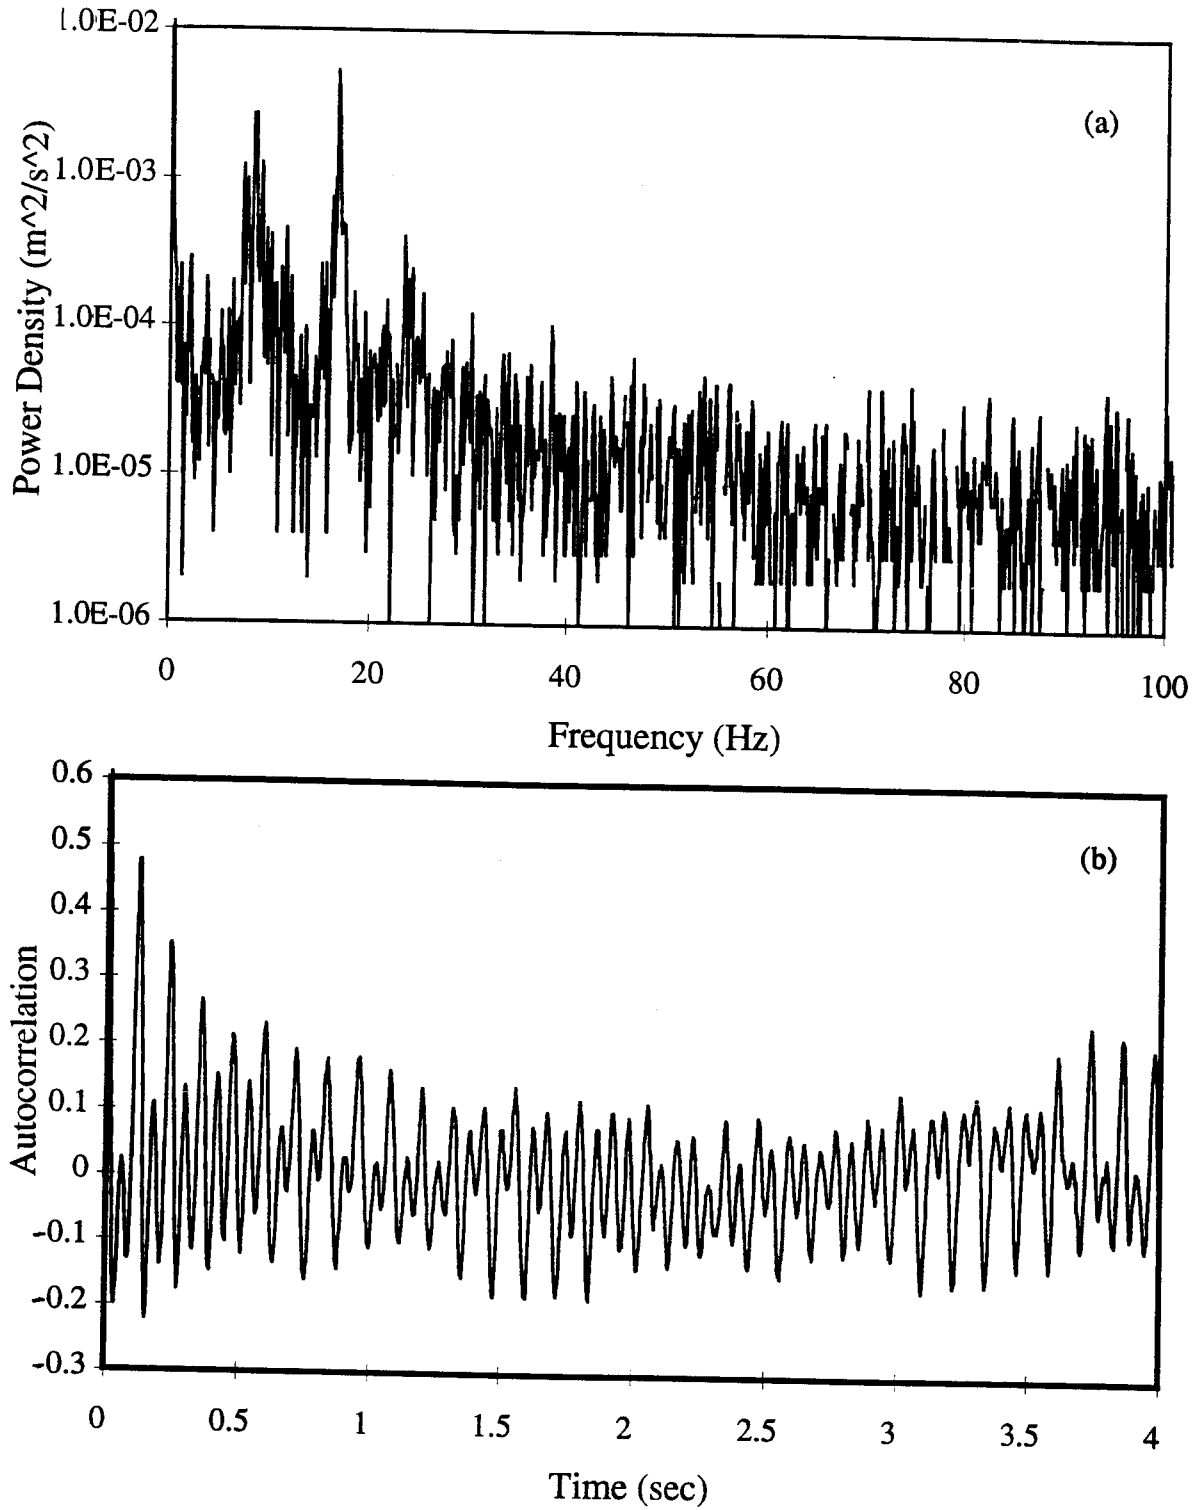 1.0E-02
(a)
1.0E-03
1.0E-04
1.0E-05
1.0E-06
Power Density (m^2/s^2)
0 20 40 60 80 100
Frequency (Hz)
0.6
0.5
(b)
0.4
0.3
0.2
0.1
0
-0.1
-0.2
-0.3
Autocorrelation
0 0.5 1 1.5 2 2.5 3 3.5 4
Time (sec)